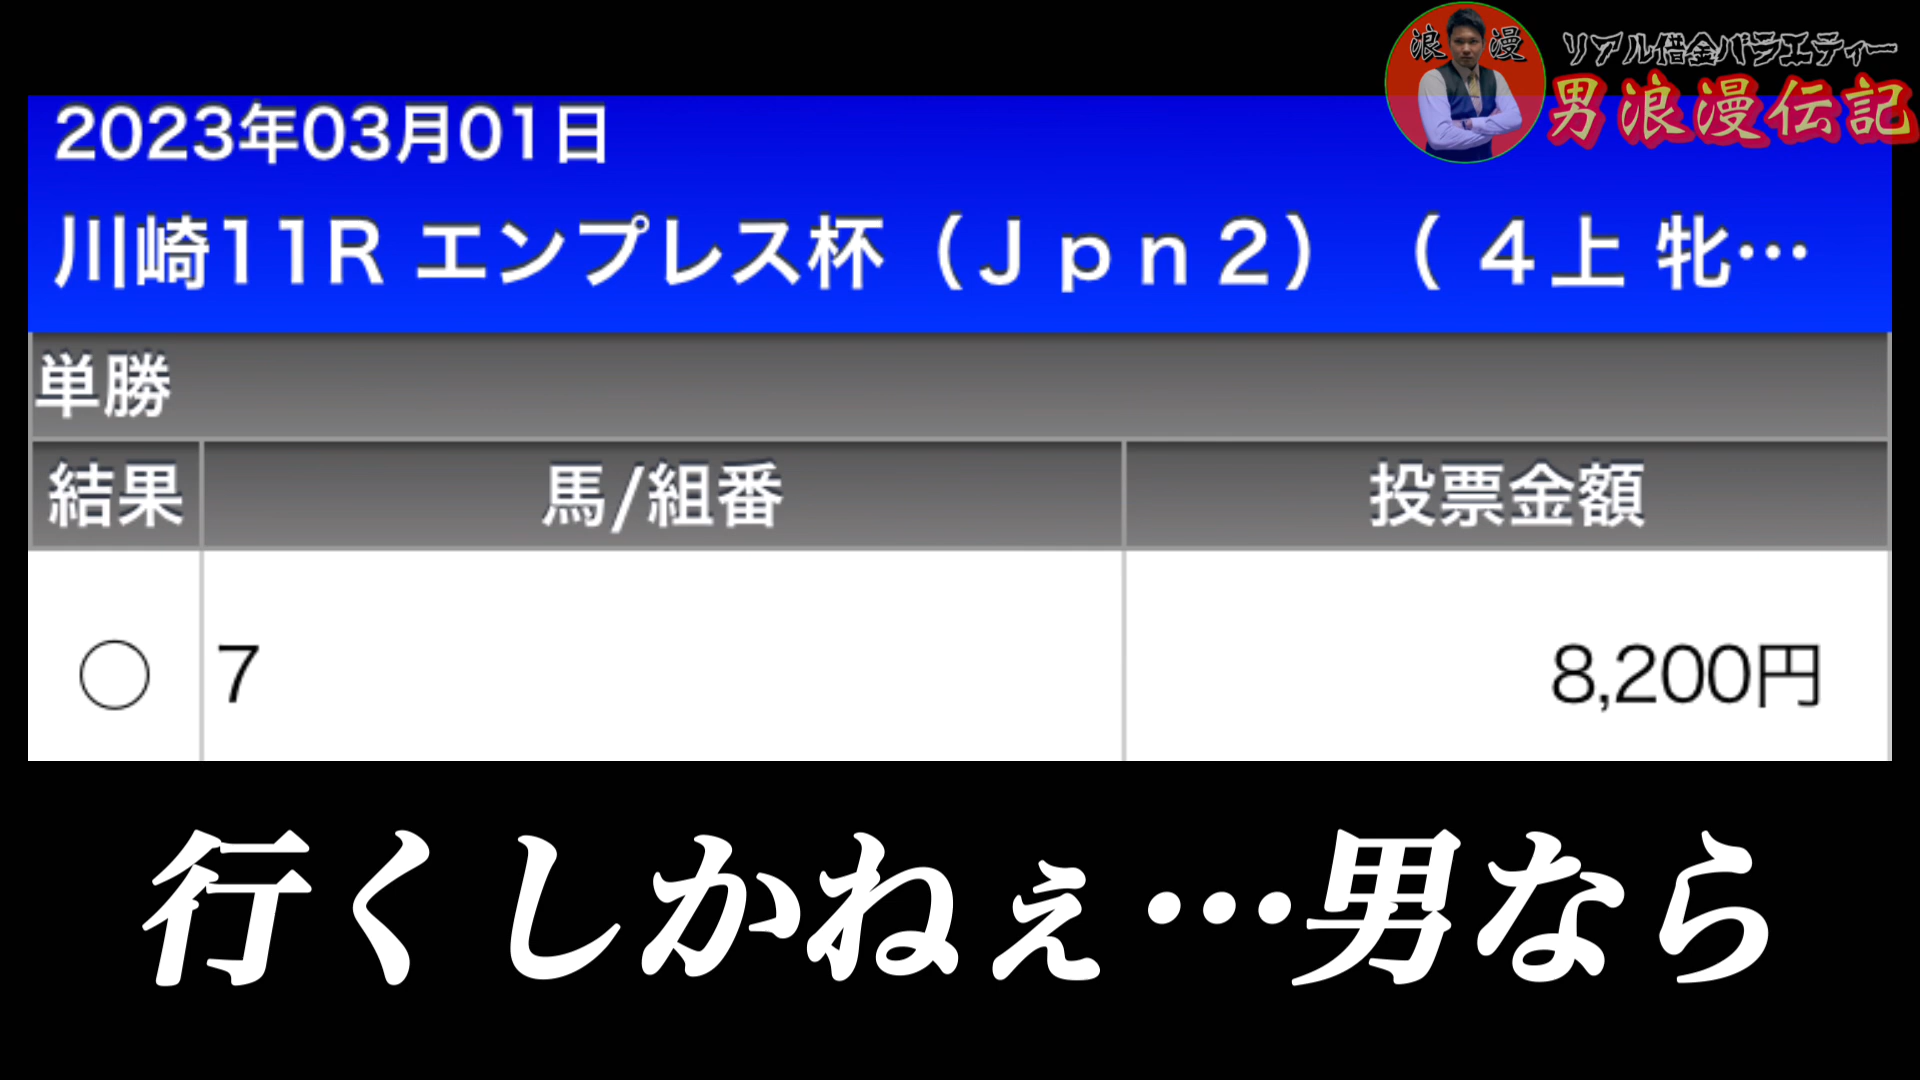 浪漫
リアル借金バラエティー
男浪漫伝記
2023年03月01日
川崎11R エンプレス杯（Ｊｐｎ２）（４上 牝…
単勝
結果 馬/組番 投票金額
○ 7 8,200円
行くしかねぇ…男なら